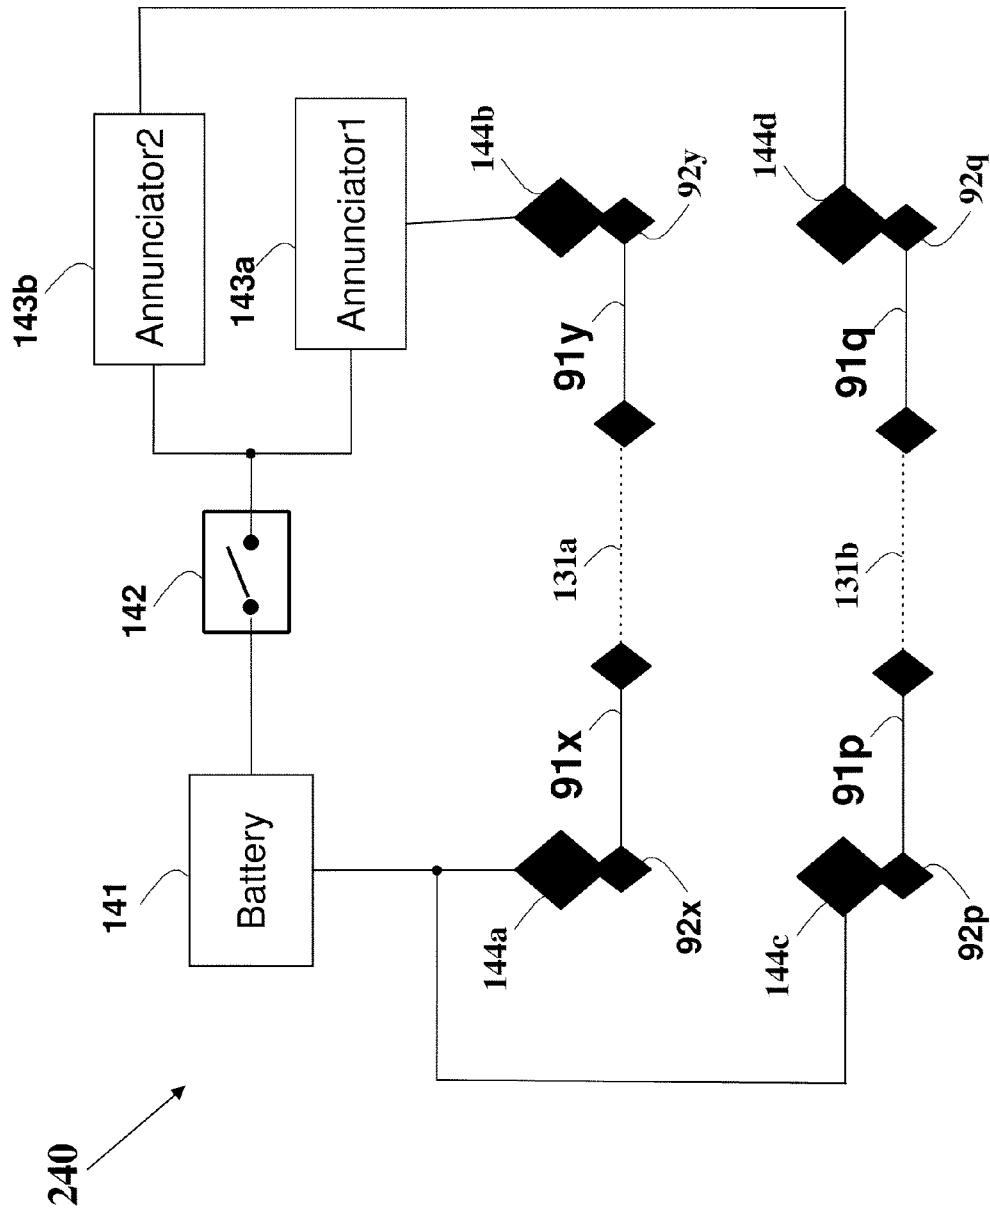 240
141
Battery
142
143b
Annunciator2
143a
Annunciator1
144a
92x
91x
131a
91y
144b
92y
144c
92p
91p
131b
91q
144d
92q